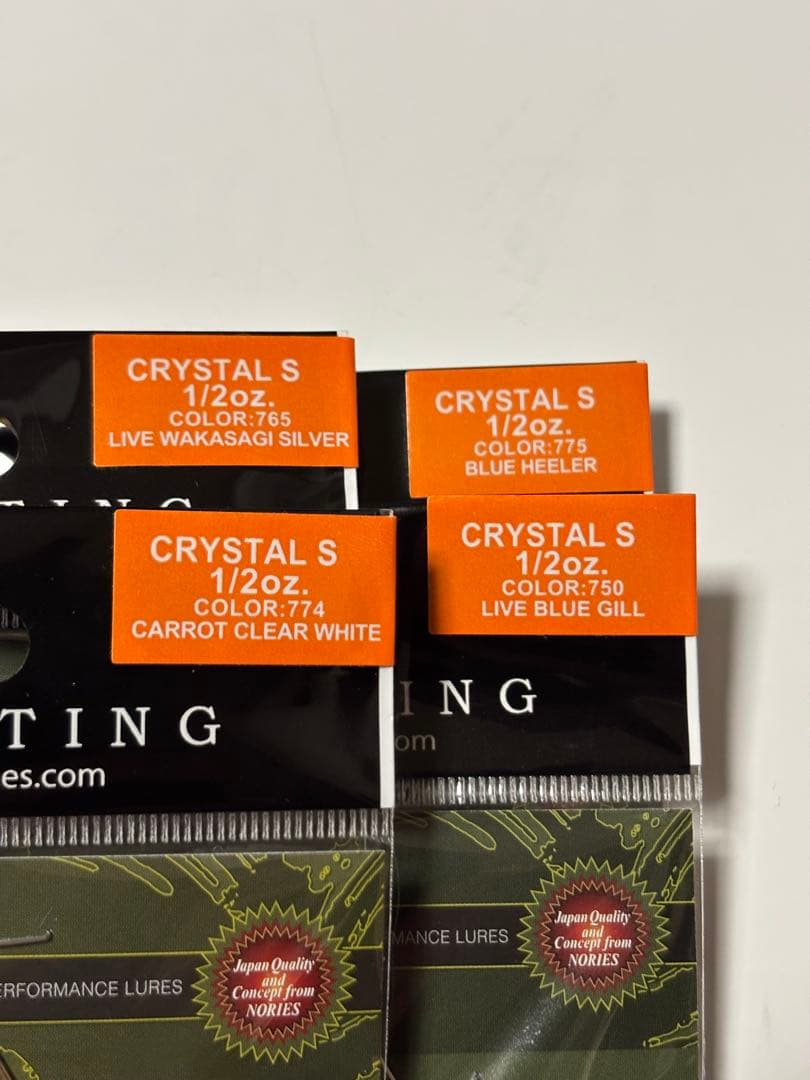 CRYSTAL S
1/2oz.
COLOR:765
LIVE WAKASAGI SILVER
CRYSTAL S
1/2oz.
COLOR:775
BLUE HEELER
CRYSTAL S
1/2oz.
COLOR:774
CARROT CLEAR WHITE
CRYSTAL S
1/2oz.
COLOR:750
LIVE BLUE GILL
TING
es.com
ING
om
ERFORMANCE LURES
Japan Quality
and
Concept from
NORIES
MANCE LURES
Japan Quality
and
Concept from
NORIES